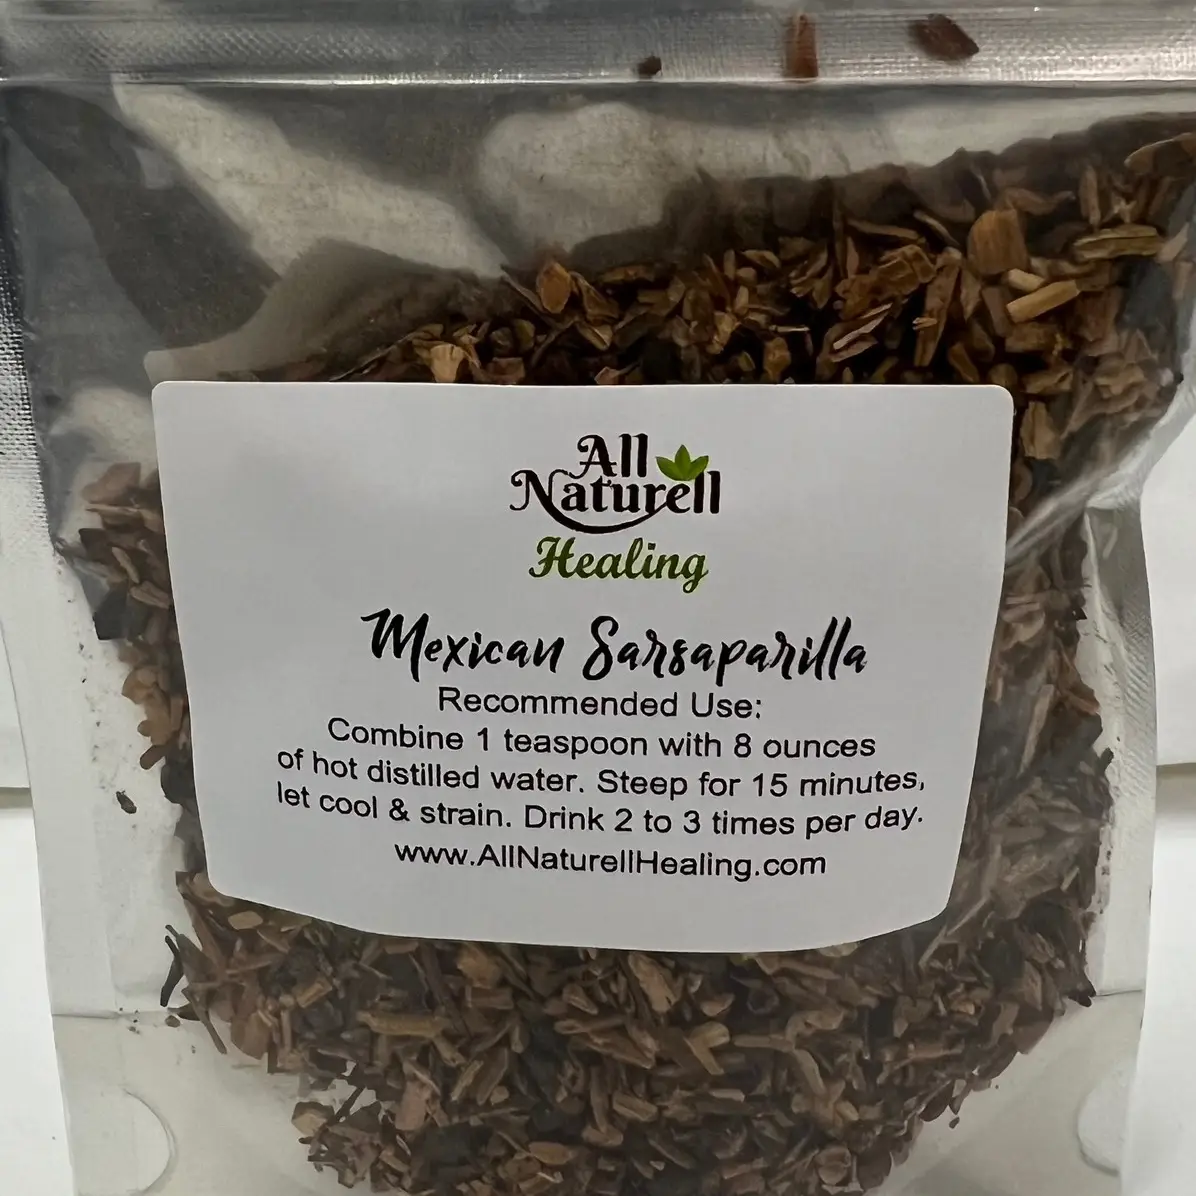 All
Naturell
Healing
Mexican Sarsaparilla
Recommended Use:
Combine 1 teaspoon with 8 ounces
of hot distilled water. Steep for 15 minutes,
let cool & strain. Drink 2 to 3 times per day.
www.AllNaturellHealing.com